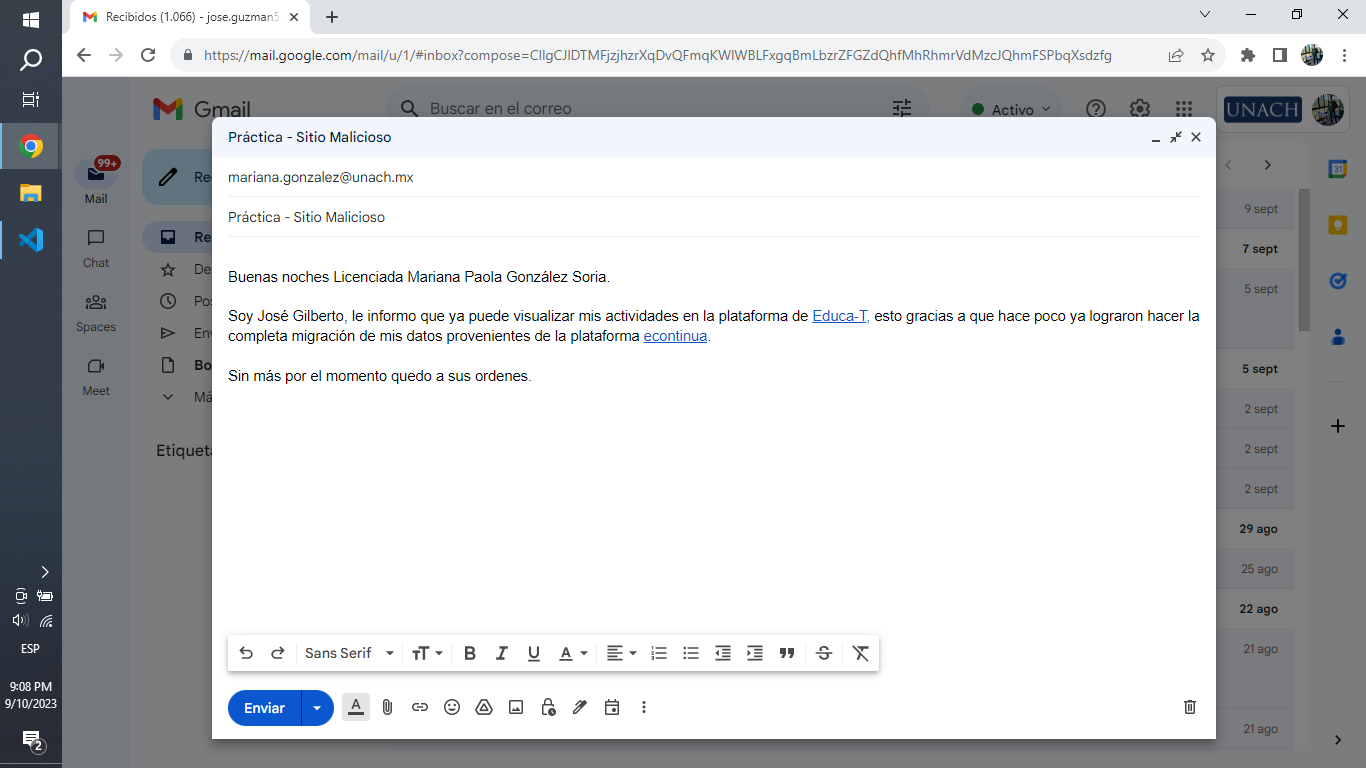 Recibidos (1.066) - jose.guzman5
https://mail.google.com/mail/u/1/#inbox?compose=CllgCJlDTMFjzjhzrXqDvQFmqKWlWBLFxgqBmLbzrZFGZdQhfMhRhmrVdMzcJQhmFSPbqXsdzfg
Gmail
Buscar en el correo
Activo
UNACH
Práctica - Sitio Malicioso
mariana.gonzalez@unach.mx
Práctica - Sitio Malicioso
Buenas noches Licenciada Mariana Paola González Soria.
Soy José Gilberto, le informo que ya puede visualizar mis actividades en la plataforma de Educa-T, esto gracias a que hace poco ya lograron hacer la
completa migración de mis datos provenientes de la plataforma econtinua.
Sin más por el momento quedo a sus ordenes.
Sans Serif
Enviar
99+
Mail
Chat
Spaces
Meet
Re
Re
De
Pos
Env
Bo
Má
Etiqueta
9 sept
7 sept
5 sept
5 sept
2 sept
2 sept
2 sept
29 ago
25 ago
22 ago
21 ago
21 ago
31
ESP
9:08 PM
9/10/2023
2